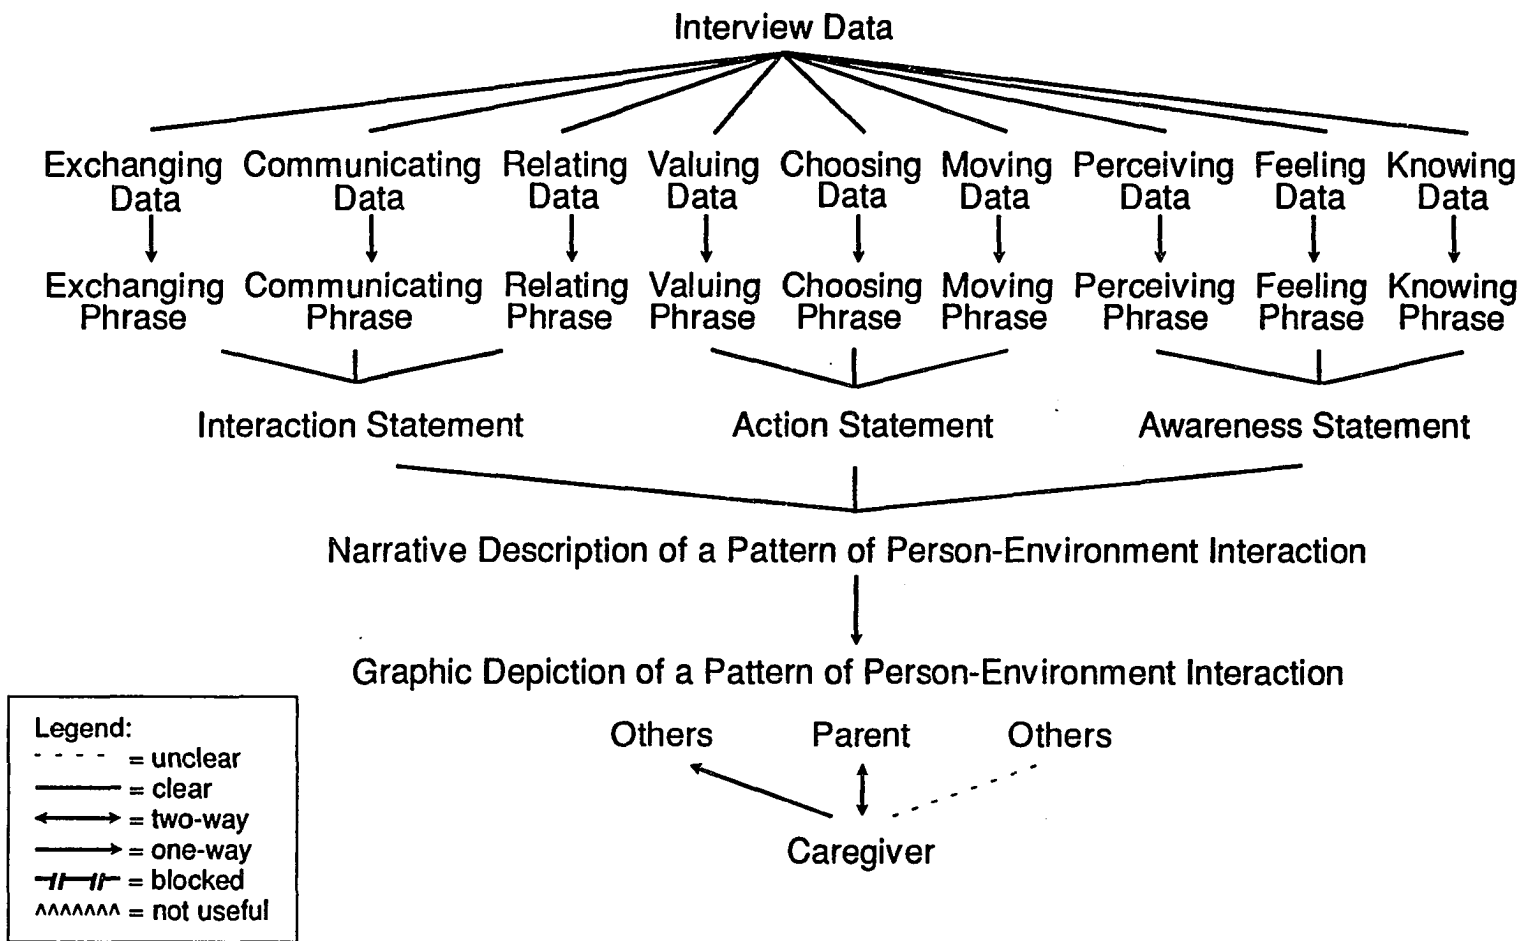 Interview Data
Exchanging Communicating Relating Valuing Choosing Moving Perceiving Feeling Knowing
Data Data Data Data Data Data Data Data Data
Exchanging Communicating Relating Valuing Choosing Moving Perceiving Feeling Knowing
Phrase Phrase Phrase Phrase Phrase Phrase Phrase Phrase Phrase
Interaction Statement Action Statement Awareness Statement
Narrative Description of a Pattern of Person-Environment Interaction
Graphic Depiction of a Pattern of Person-Environment Interaction
Others Parent Others
Caregiver
Legend:
= unclear
= clear
= two-way
= one-way
= blocked
^^^^^^^ = not useful